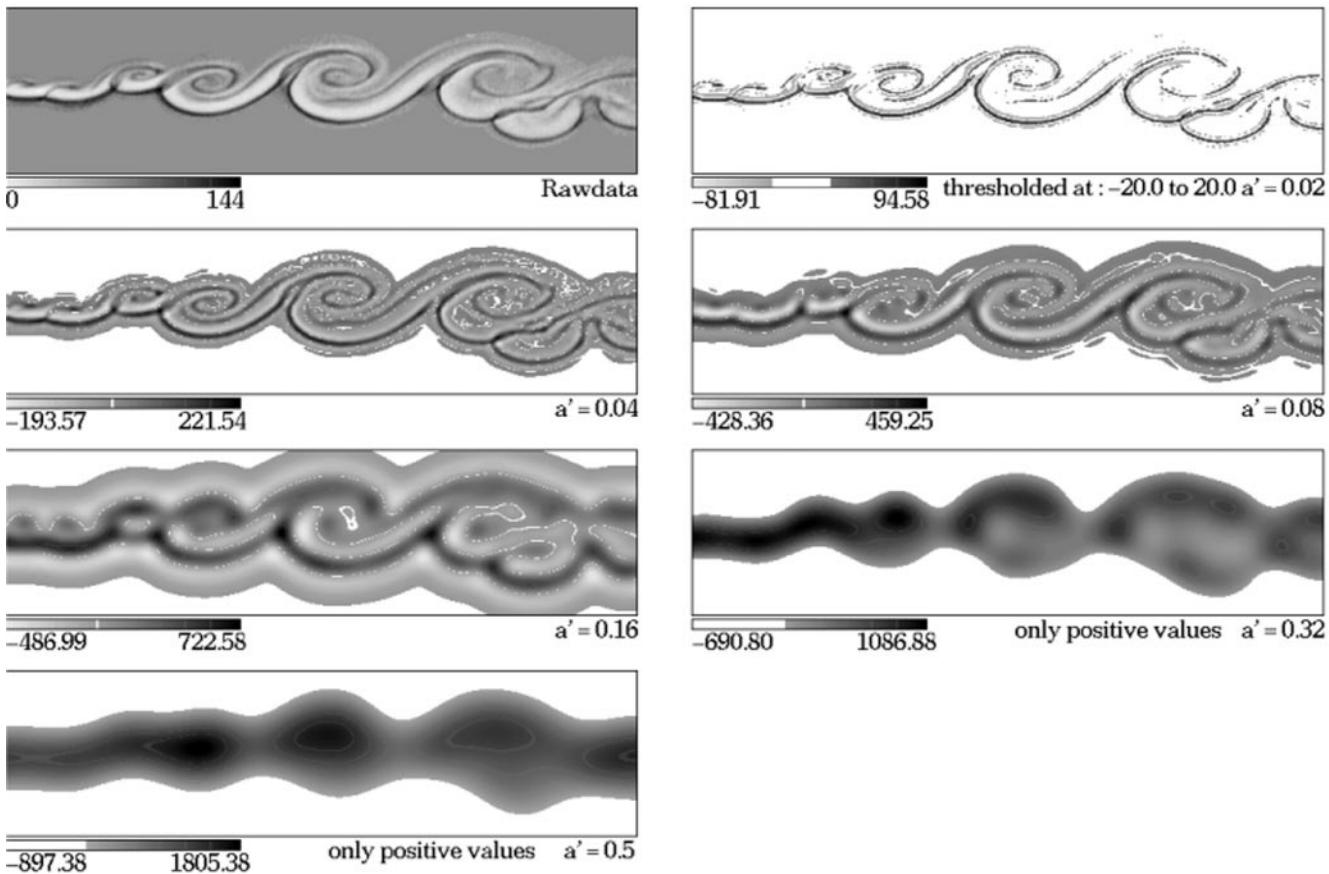 0 144 Rawdata
−81.91 94.58 thresholded at : −20.0 to 20.0 a' = 0.02
−193.57 221.54 a' = 0.04
−428.36 459.25 a' = 0.08
−486.99 722.58 a' = 0.16
−690.80 1086.88 only positive values a' = 0.32
−897.38 1805.38 only positive values a' = 0.5